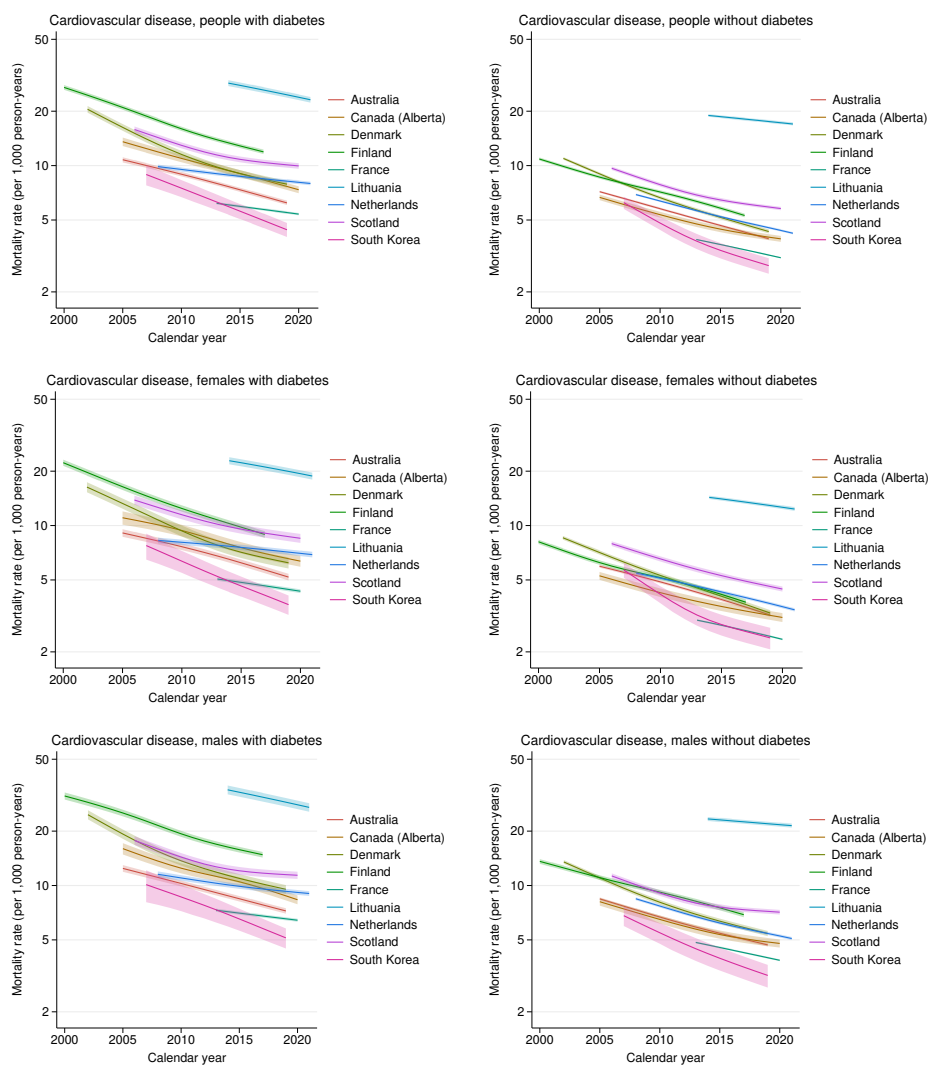 Cardiovascular disease, people with diabetes
50
20
10
5
2
Mortality rate (per 1,000 person-years)
2000 2005 2010 2015 2020
Calendar year
Australia
Canada (Alberta)
Denmark
Finland
France
Lithuania
Netherlands
Scotland
South Korea
Cardiovascular disease, people without diabetes
50
20
10
5
2
Mortality rate (per 1,000 person-years)
2000 2005 2010 2015 2020
Calendar year
Australia
Canada (Alberta)
Denmark
Finland
France
Lithuania
Netherlands
Scotland
South Korea
Cardiovascular disease, females with diabetes
50
20
10
5
2
Mortality rate (per 1,000 person-years)
2000 2005 2010 2015 2020
Calendar year
Australia
Canada (Alberta)
Denmark
Finland
France
Lithuania
Netherlands
Scotland
South Korea
Cardiovascular disease, females without diabetes
50
20
10
5
2
Mortality rate (per 1,000 person-years)
2000 2005 2010 2015 2020
Calendar year
Australia
Canada (Alberta)
Denmark
Finland
France
Lithuania
Netherlands
Scotland
South Korea
Cardiovascular disease, males with diabetes
50
20
10
5
2
Mortality rate (per 1,000 person-years)
2000 2005 2010 2015 2020
Calendar year
Australia
Canada (Alberta)
Denmark
Finland
France
Lithuania
Netherlands
Scotland
South Korea
Cardiovascular disease, males without diabetes
50
20
10
5
2
Mortality rate (per 1,000 person-years)
2000 2005 2010 2015 2020
Calendar year
Australia
Canada (Alberta)
Denmark
Finland
France
Lithuania
Netherlands
Scotland
South Korea